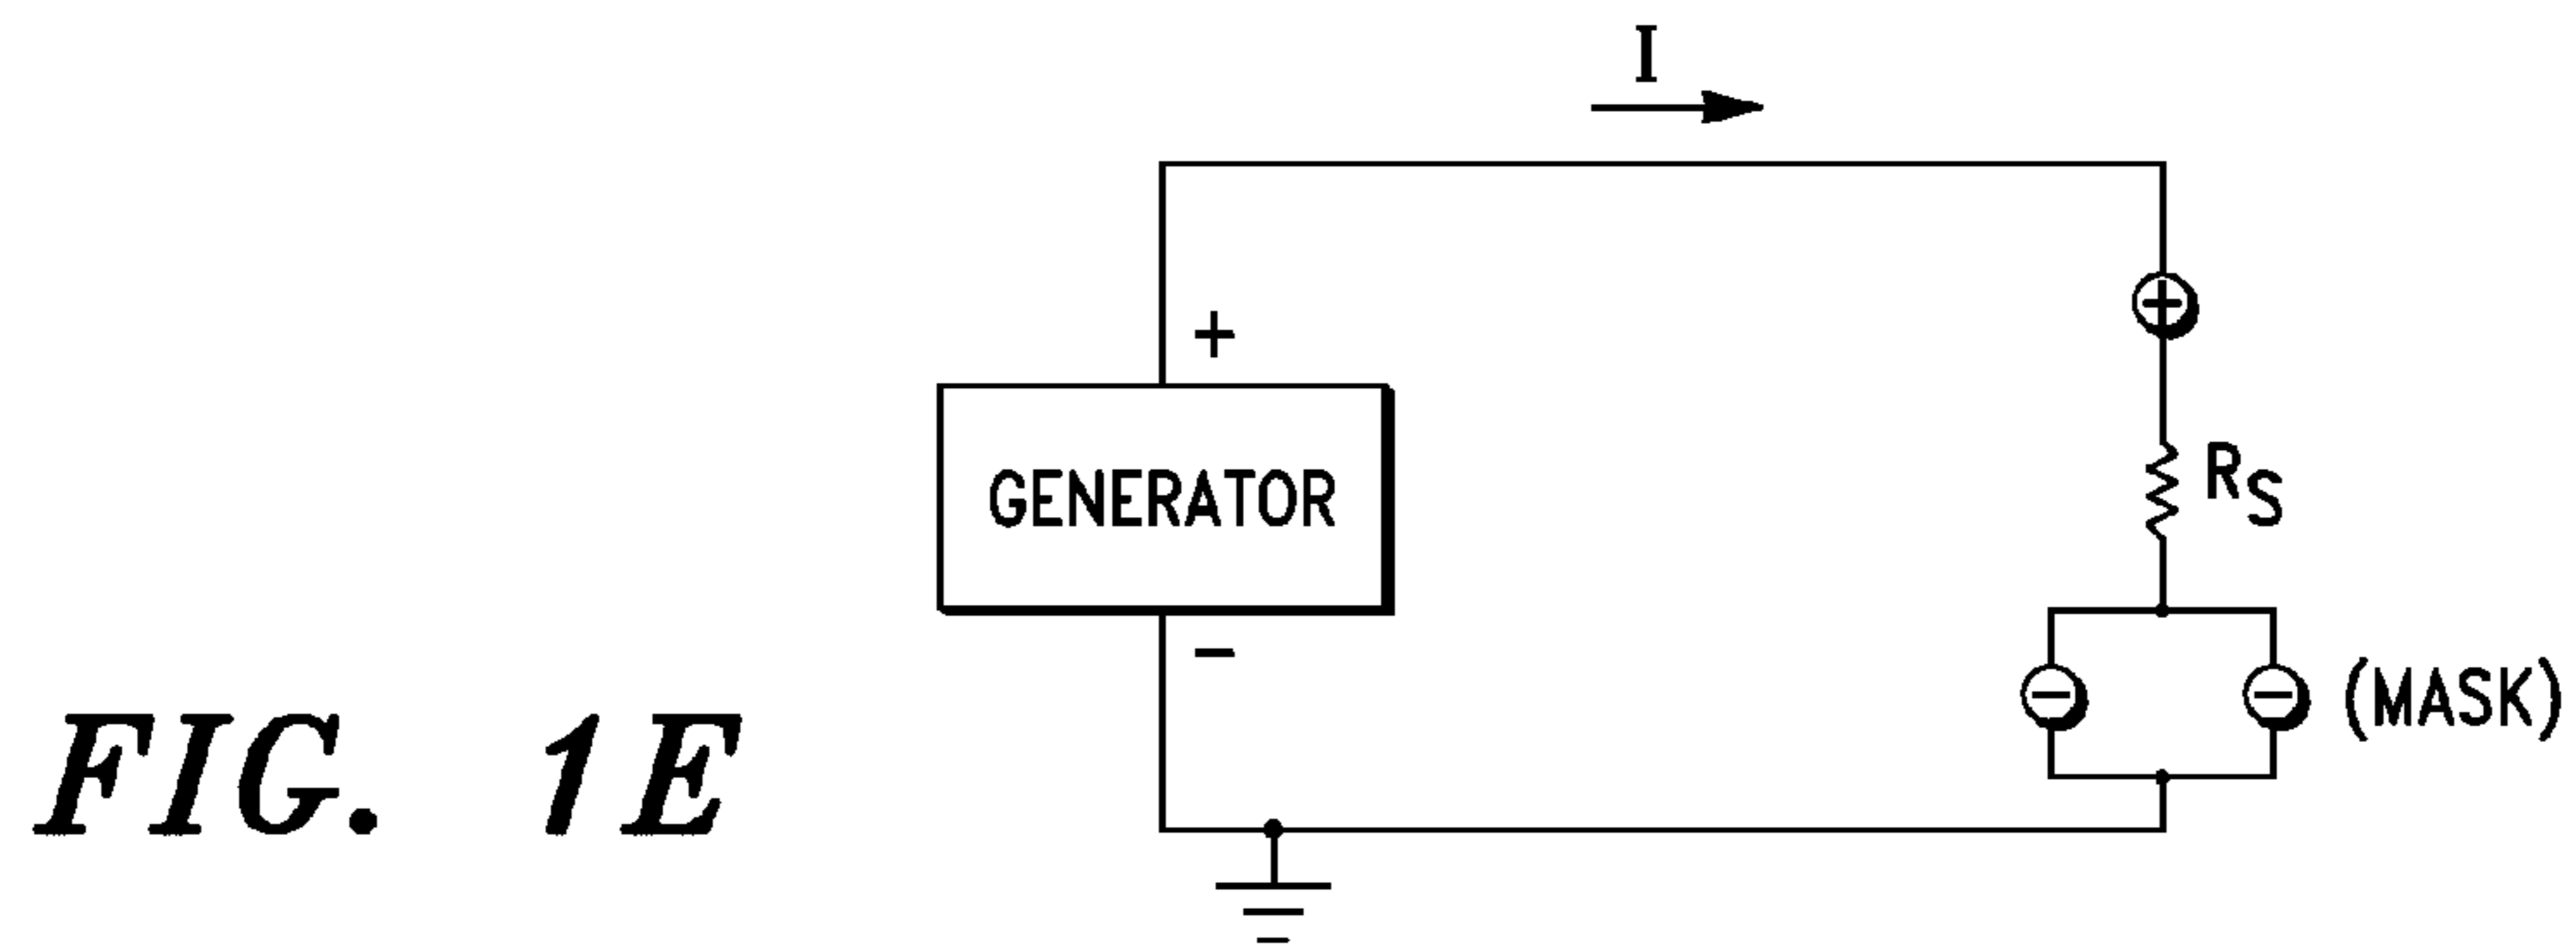 I
+
GENERATOR
−
+
R_S
− − (MASK)
FIG. 1E